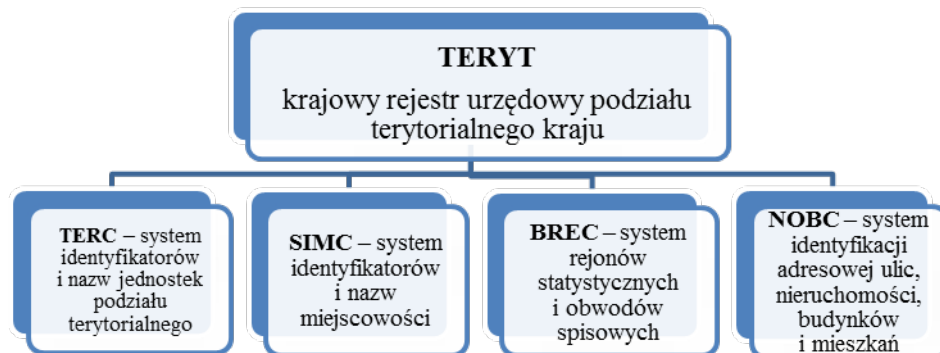 TERYT
krajowy rejestr urzędowy podziału
terytorialnego kraju
TERC – system
identyfikatorów
i nazw jednostek
podziału
terytorialnego
SIMC – system
identyfikatorów
i nazw
miejscowości
BREC – system
rejonów
statystycznych
i obwodów
spisowych
NOBC – system
identyfikacji
adresowej ulic,
nieruchomości,
budynków
i mieszkań